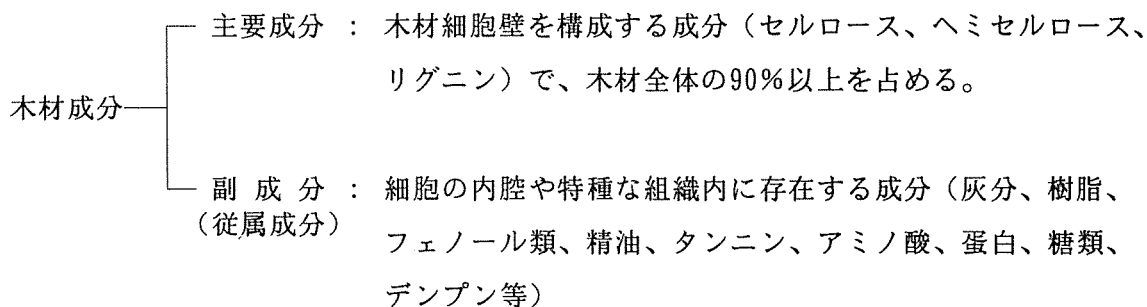 主要成分 : 木材細胞壁を構成する成分（セルロース、ヘミセルロース、
リグニン）で、木材全体の90%以上を占める。
木材成分
副成分 : 細胞の内腔や特種な組織内に存在する成分（灰分、樹脂、
（従属成分）
フェノール類、精油、タンニン、アミノ酸、蛋白、糖類、
デンプン等）